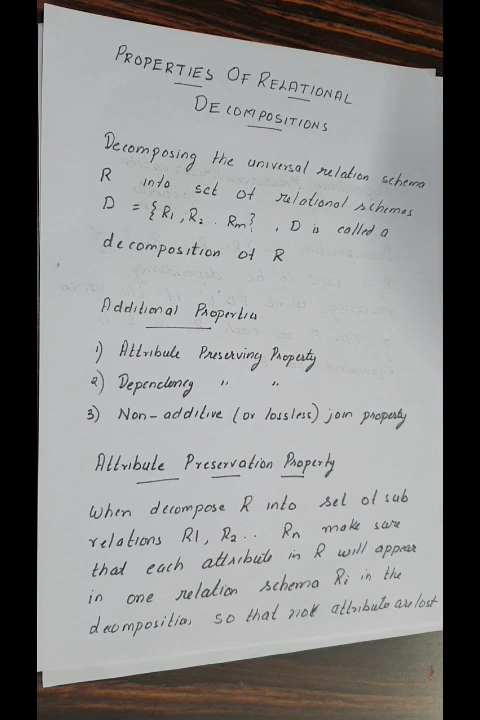 PROPERTIES OF RELATIONAL
DECOMPOSITIONS
Decomposing the universal relation schema
R into set of relational schemas
D = {R1, R2 .. Rm}, D is called a
decomposition of R
Additional Properties
1) Attribute Preserving Property
2) Dependency " "
3) Non-additive (or lossless) join property
Attribute Preservation Property
When decompose R into set of sub
relations R1, R2 .. Rn make sure
that each attribute in R will appear
in one relation schema Ri in the
decomposition so that attribute are lost